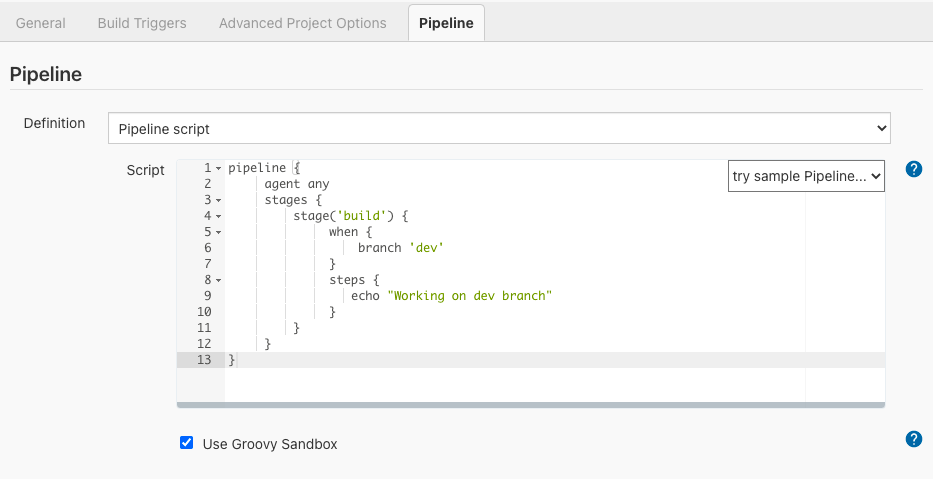 General Build Triggers Advanced Project Options Pipeline
Pipeline
Definition Pipeline script
Script try sample Pipeline...
1 pipeline {
2 agent any
3 stages {
4 stage('build') {
5 when {
6 branch 'dev'
7 }
8 steps {
9 echo "Working on dev branch"
10 }
11 }
12 }
13 }
Use Groovy Sandbox